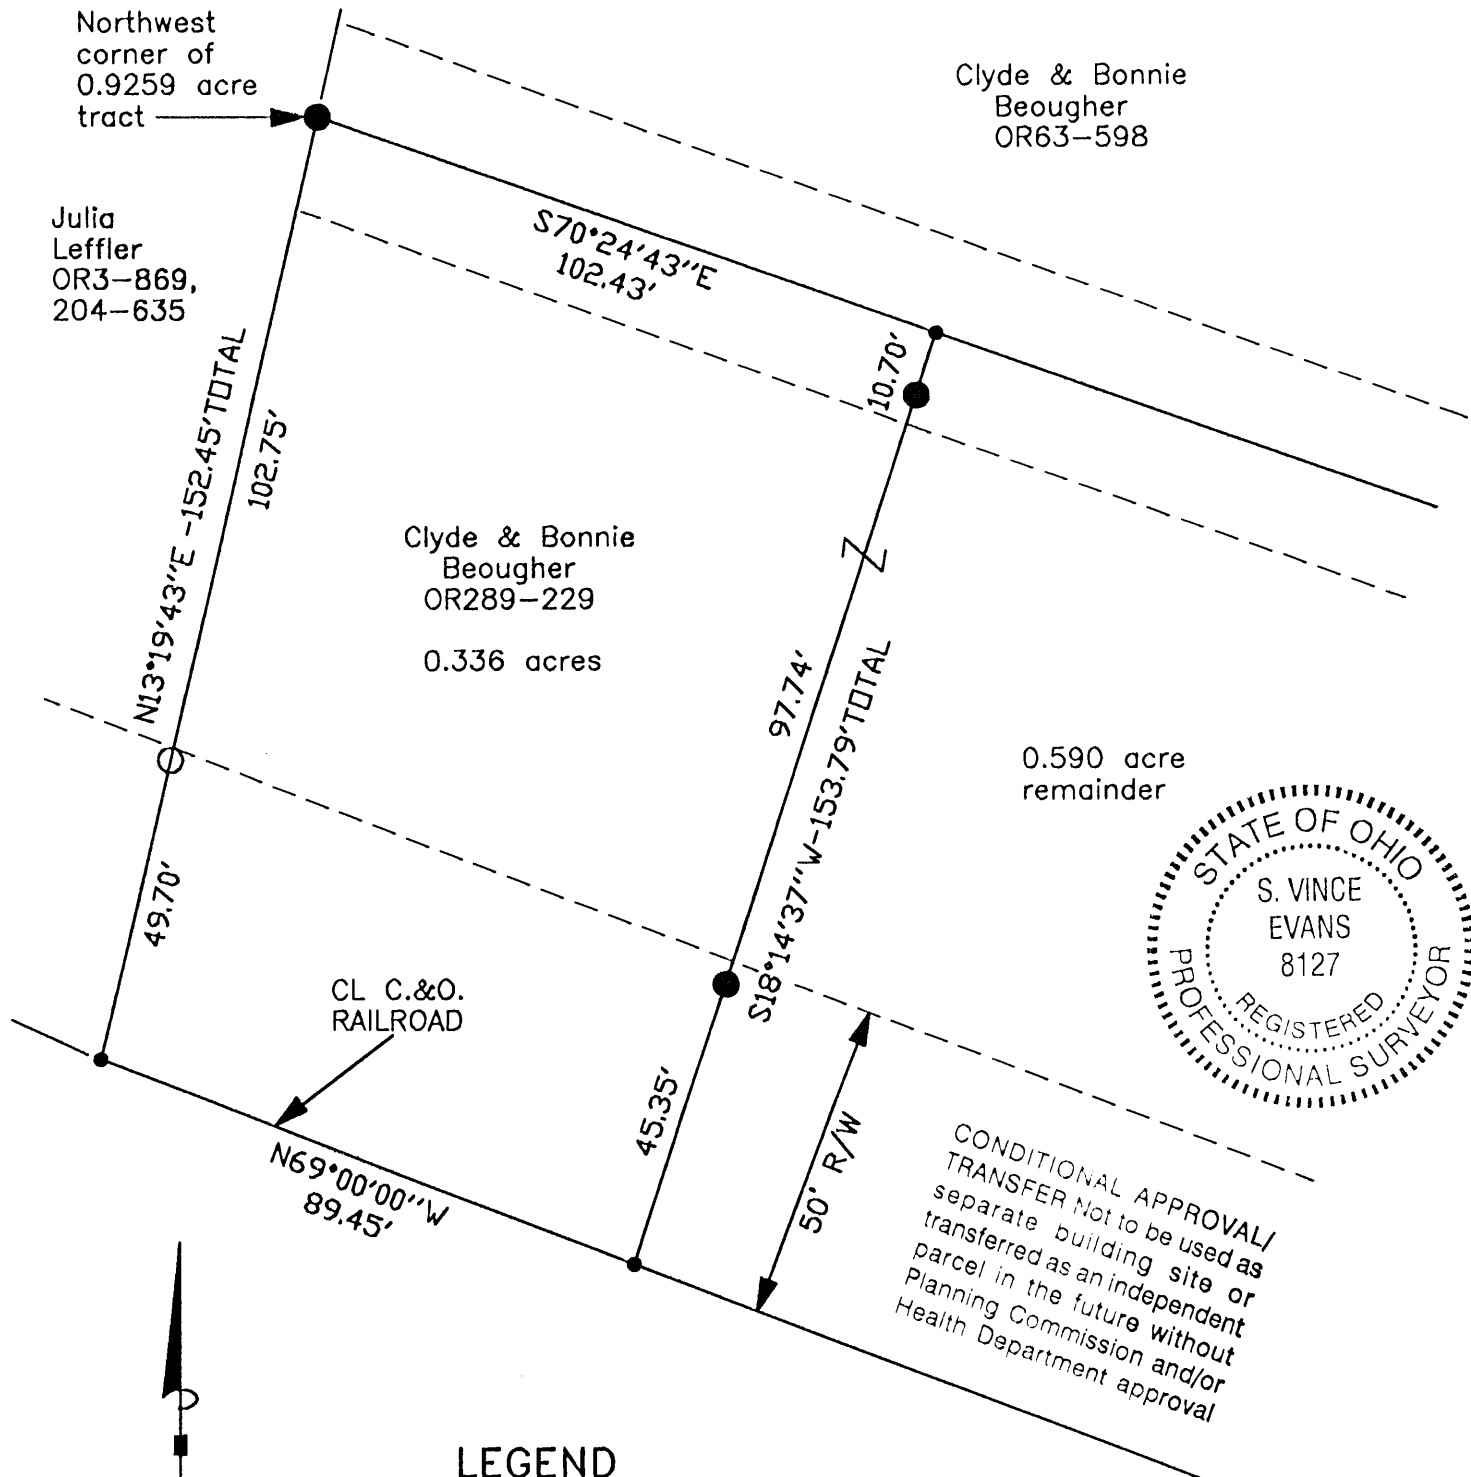 Northwest
corner of
0.9259 acre
tract
Clyde & Bonnie
Beougher
OR63-598
Julia
Leffler
OR3-869,
204-635
S70°24'43"E
102.43'
10.70'
N13°19'43"E -152.45'TOTAL
102.75'
Clyde & Bonnie
Beougher
OR289-229
0.336 acres
97.74'
S18°14'37"W-153.79'TOTAL
0.590 acre
remainder
STATE OF OHIO
S. VINCE
EVANS
8127
REGISTERED
PROFESSIONAL SURVEYOR
49.70'
CL C.&O.
RAILROAD
45.35'
50' R/W
N69°00'00"W
89.45'
CONDITIONAL APPROVAL/
TRANSFER Not to be used as
separate building site or
transferred as an independent
parcel in the future without
Planning Commission and/or
Health Department approval
LEGEND